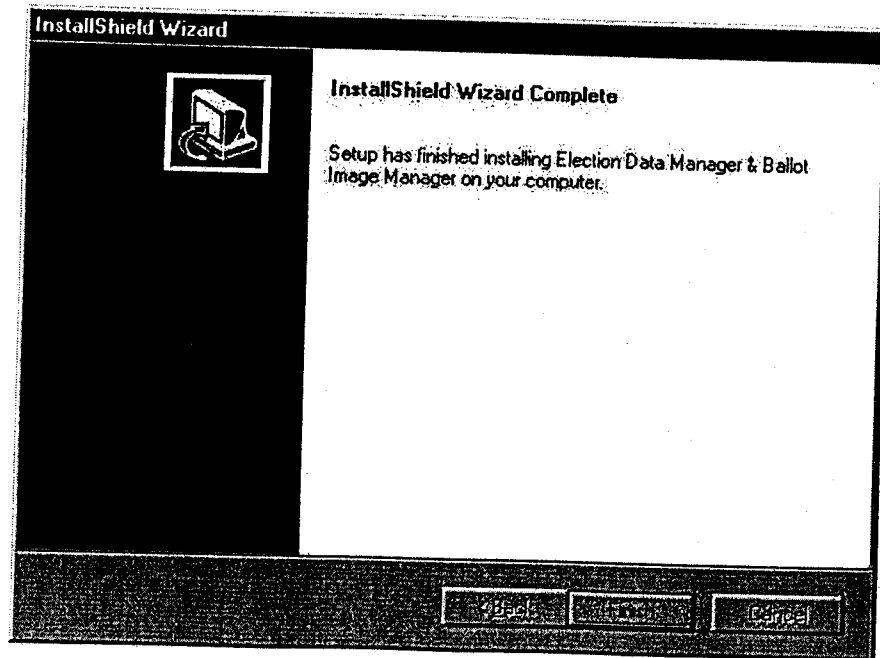 InstallShield Wizard
InstallShield Wizard Complete
Setup has finished installing Election Data Manager & Ballot
Image Manager on your computer.
< Back
Finish
Cancel